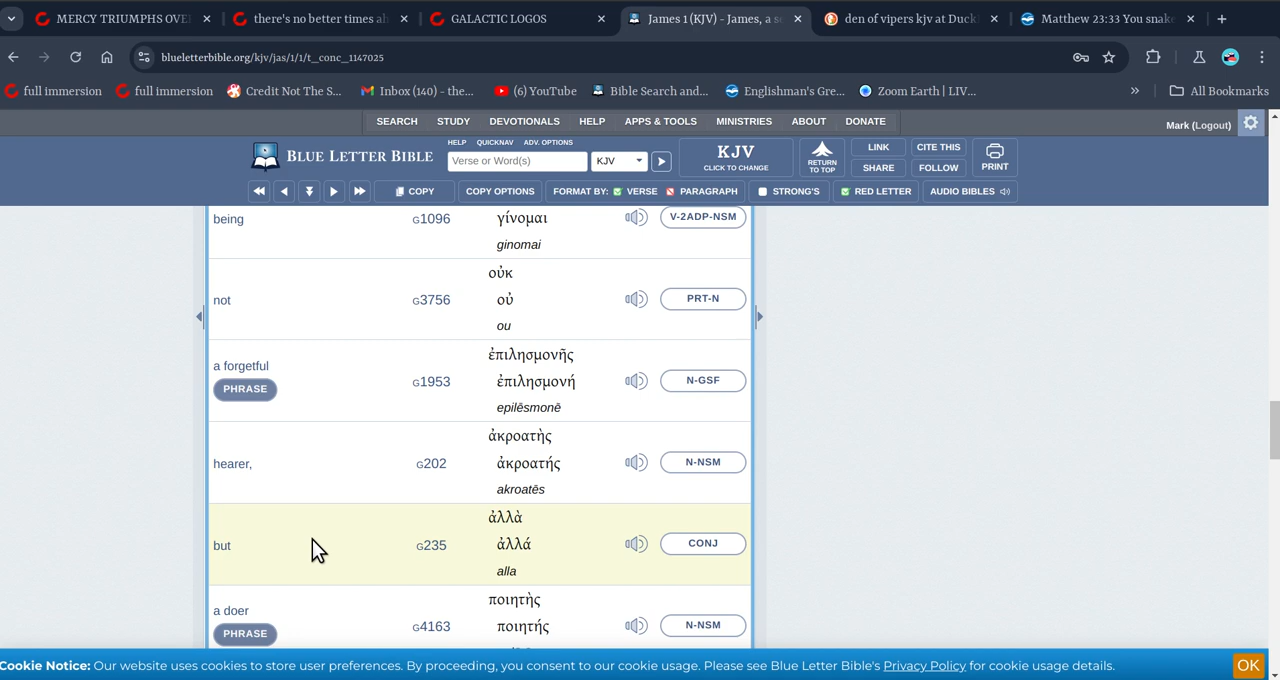 MERCY TRIUMPHS OVE
there's no better times ah
GALACTIC LOGOS
James 1 (KJV) - James, a se
den of vipers kjv at Duck
Matthew 23:33 You snake
blueletterbible.org/kjv/jas/1/1/t_conc_1147025
full immersion
full immersion
Credit Not The S...
Inbox (140) - the...
(6) YouTube
Bible Search and...
Englishman's Gre...
Zoom Earth | LIV...
»
All Bookmarks
SEARCH STUDY DEVOTIONALS HELP APPS & TOOLS MINISTRIES ABOUT DONATE
Mark (Logout)
BLUE LETTER BIBLE
HELP QUICKNAV ADV. OPTIONS
Verse or Word(s)
KJV
KJV
CLICK TO CHANGE
RETURN
TO TOP
LINK
CITE THIS
SHARE
FOLLOW
PRINT
COPY
COPY OPTIONS
FORMAT BY: VERSE PARAGRAPH
STRONG'S
RED LETTER
AUDIO BIBLES
being G1096 γίνομαι V-2ADP-NSM
ginomai
οὐκ
not G3756 οὐ PRT-N
ou
ἐπιλησμονῆς
a forgetful
PHRASE
G1953 ἐπιλησμονή N-GSF
epilēsmonē
ἀκροατὴς
hearer, G202 ἀκροατής N-NSM
akroatēs
ἀλλὰ
but G235 ἀλλά CONJ
alla
ποιητὴς
a doer
PHRASE
G4163 ποιητής N-NSM
Cookie Notice: Our website uses cookies to store user preferences. By proceeding, you consent to our cookie usage. Please see Blue Letter Bible's Privacy Policy for cookie usage details.
OK